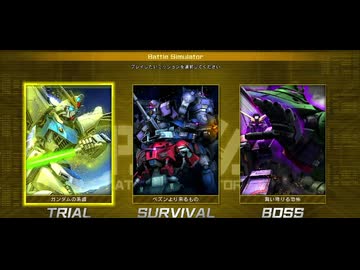 Battle Simulator
プレイしたいミッションを選択してください
ガンダムの系譜
ペズンより来るもの
舞い降りる恐怖
TRIAL
SURVIVAL
BOSS